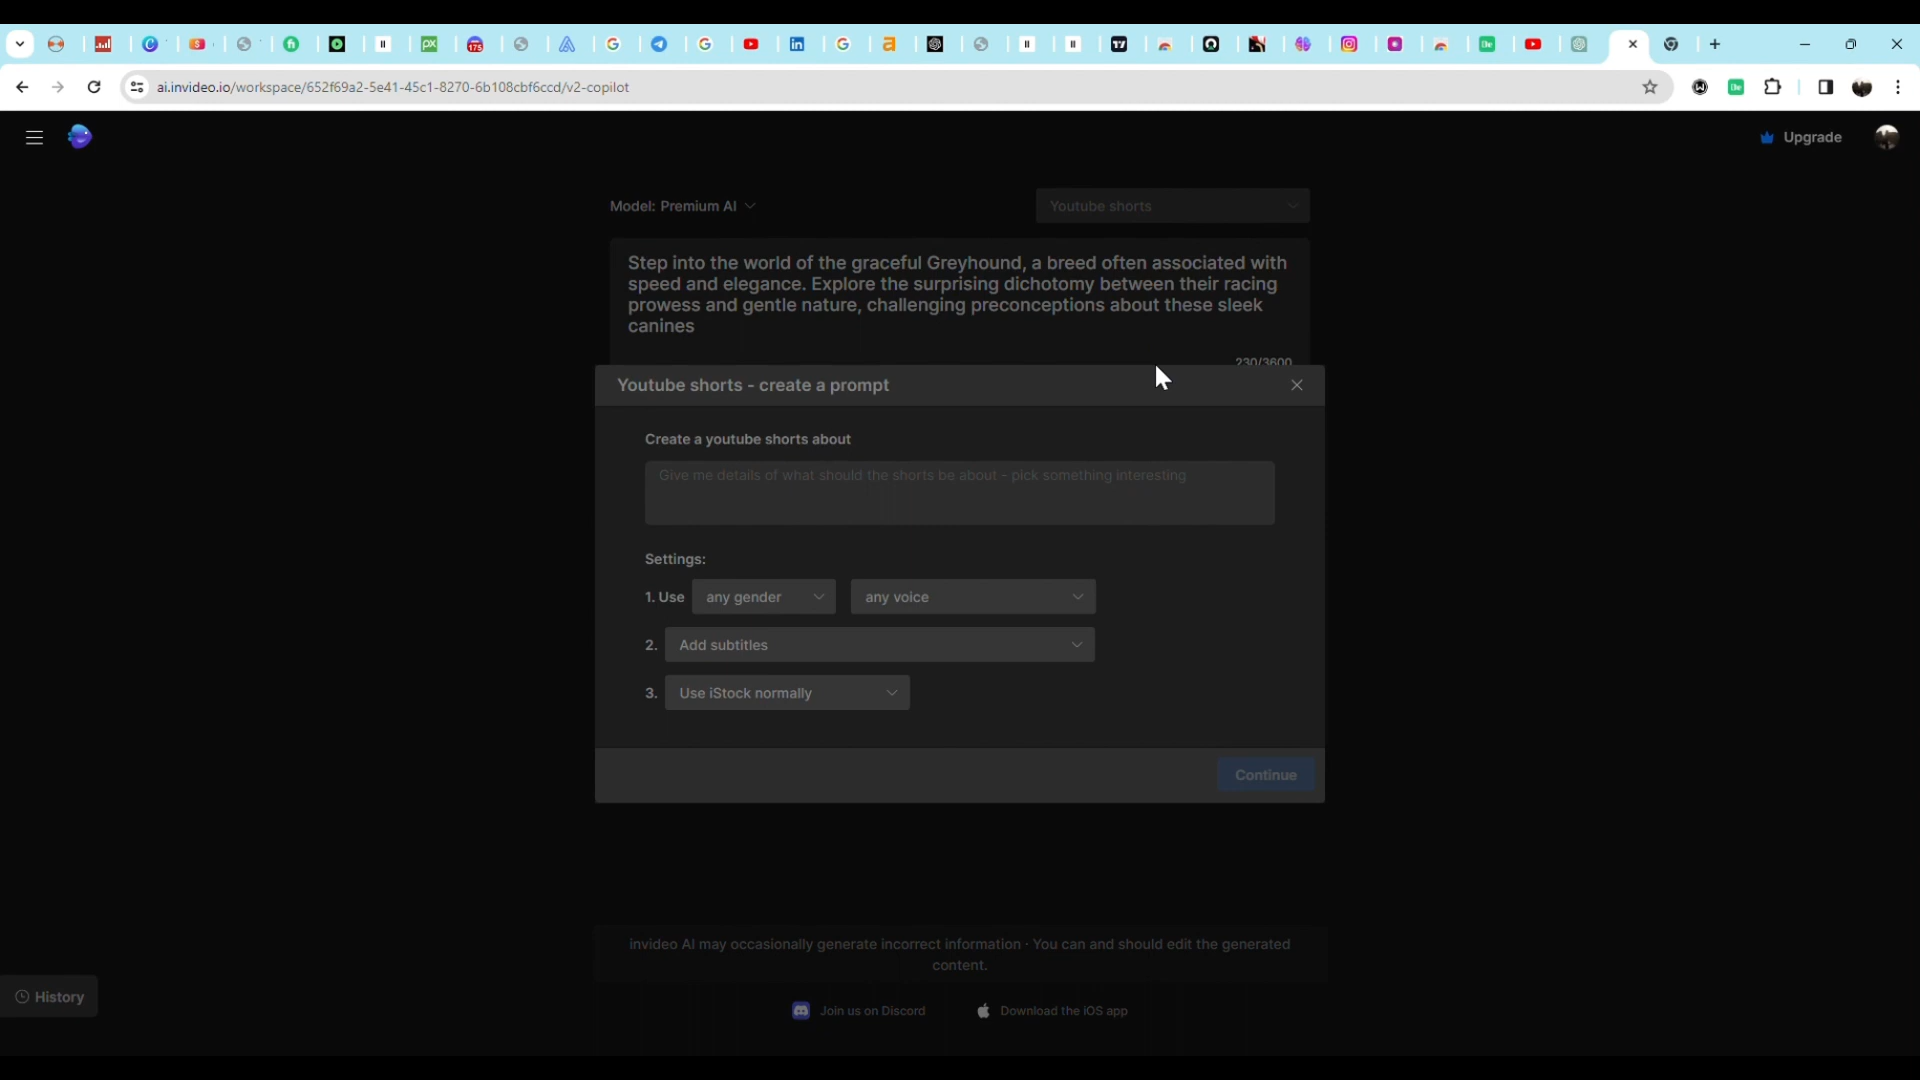 ai.invideo.io/workspace/652f69a2-5e41-45c1-8270-6b108cbf6ccd/v2-copilot
Upgrade
Model: Premium AI
Youtube shorts
Step into the world of the graceful Greyhound, a breed often associated with
speed and elegance. Explore the surprising dichotomy between their racing
prowess and gentle nature, challenging preconceptions about these sleek
canines
230/3600
Youtube shorts - create a prompt
Create a youtube shorts about
Give me details of what should the shorts be about - pick something interesting
Settings:
1. Use any gender any voice
2. Add subtitles
3. Use iStock normally
Continue
invideo AI may occasionally generate incorrect information · You can and should edit the generated
content.
History
Join us on Discord
Download the iOS app